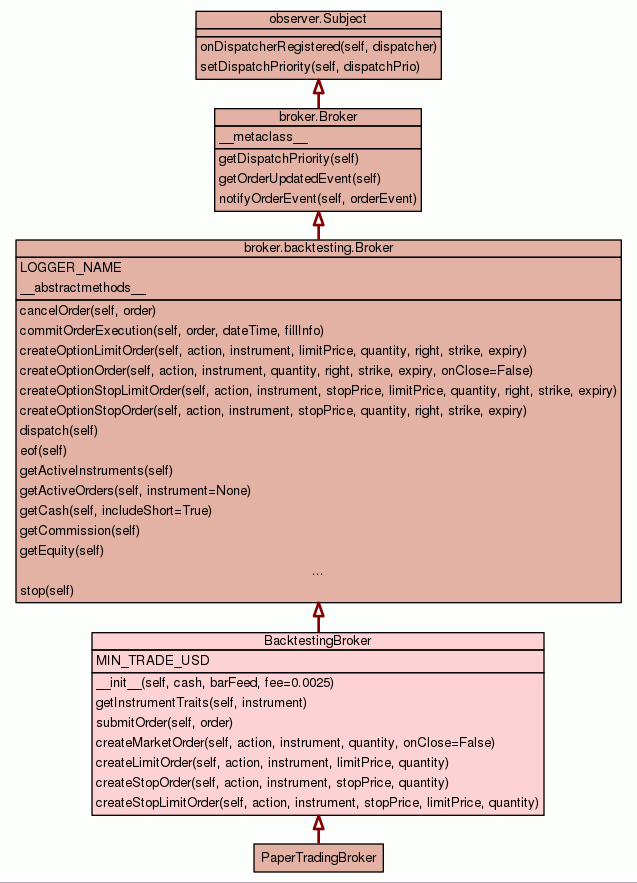 observer.Subject
onDispatcherRegistered(self, dispatcher)
setDispatchPriority(self, dispatchPrio)
broker.Broker
__metaclass__
getDispatchPriority(self)
getOrderUpdatedEvent(self)
notifyOrderEvent(self, orderEvent)
broker.backtesting.Broker
LOGGER_NAME
__abstractmethods__
cancelOrder(self, order)
commitOrderExecution(self, order, dateTime, fillInfo)
createOptionLimitOrder(self, action, instrument, limitPrice, quantity, right, strike, expiry)
createOptionOrder(self, action, instrument, quantity, right, strike, expiry, onClose=False)
createOptionStopLimitOrder(self, action, instrument, stopPrice, limitPrice, quantity, right, strike, expiry)
createOptionStopOrder(self, action, instrument, stopPrice, quantity, right, strike, expiry)
dispatch(self)
eof(self)
getActiveInstruments(self)
getActiveOrders(self, instrument=None)
getCash(self, includeShort=True)
getCommission(self)
getEquity(self)
...
stop(self)
BacktestingBroker
MIN_TRADE_USD
__init__(self, cash, barFeed, fee=0.0025)
getInstrumentTraits(self, instrument)
submitOrder(self, order)
createMarketOrder(self, action, instrument, quantity, onClose=False)
createLimitOrder(self, action, instrument, limitPrice, quantity)
createStopOrder(self, action, instrument, stopPrice, quantity)
createStopLimitOrder(self, action, instrument, stopPrice, limitPrice, quantity)
PaperTradingBroker